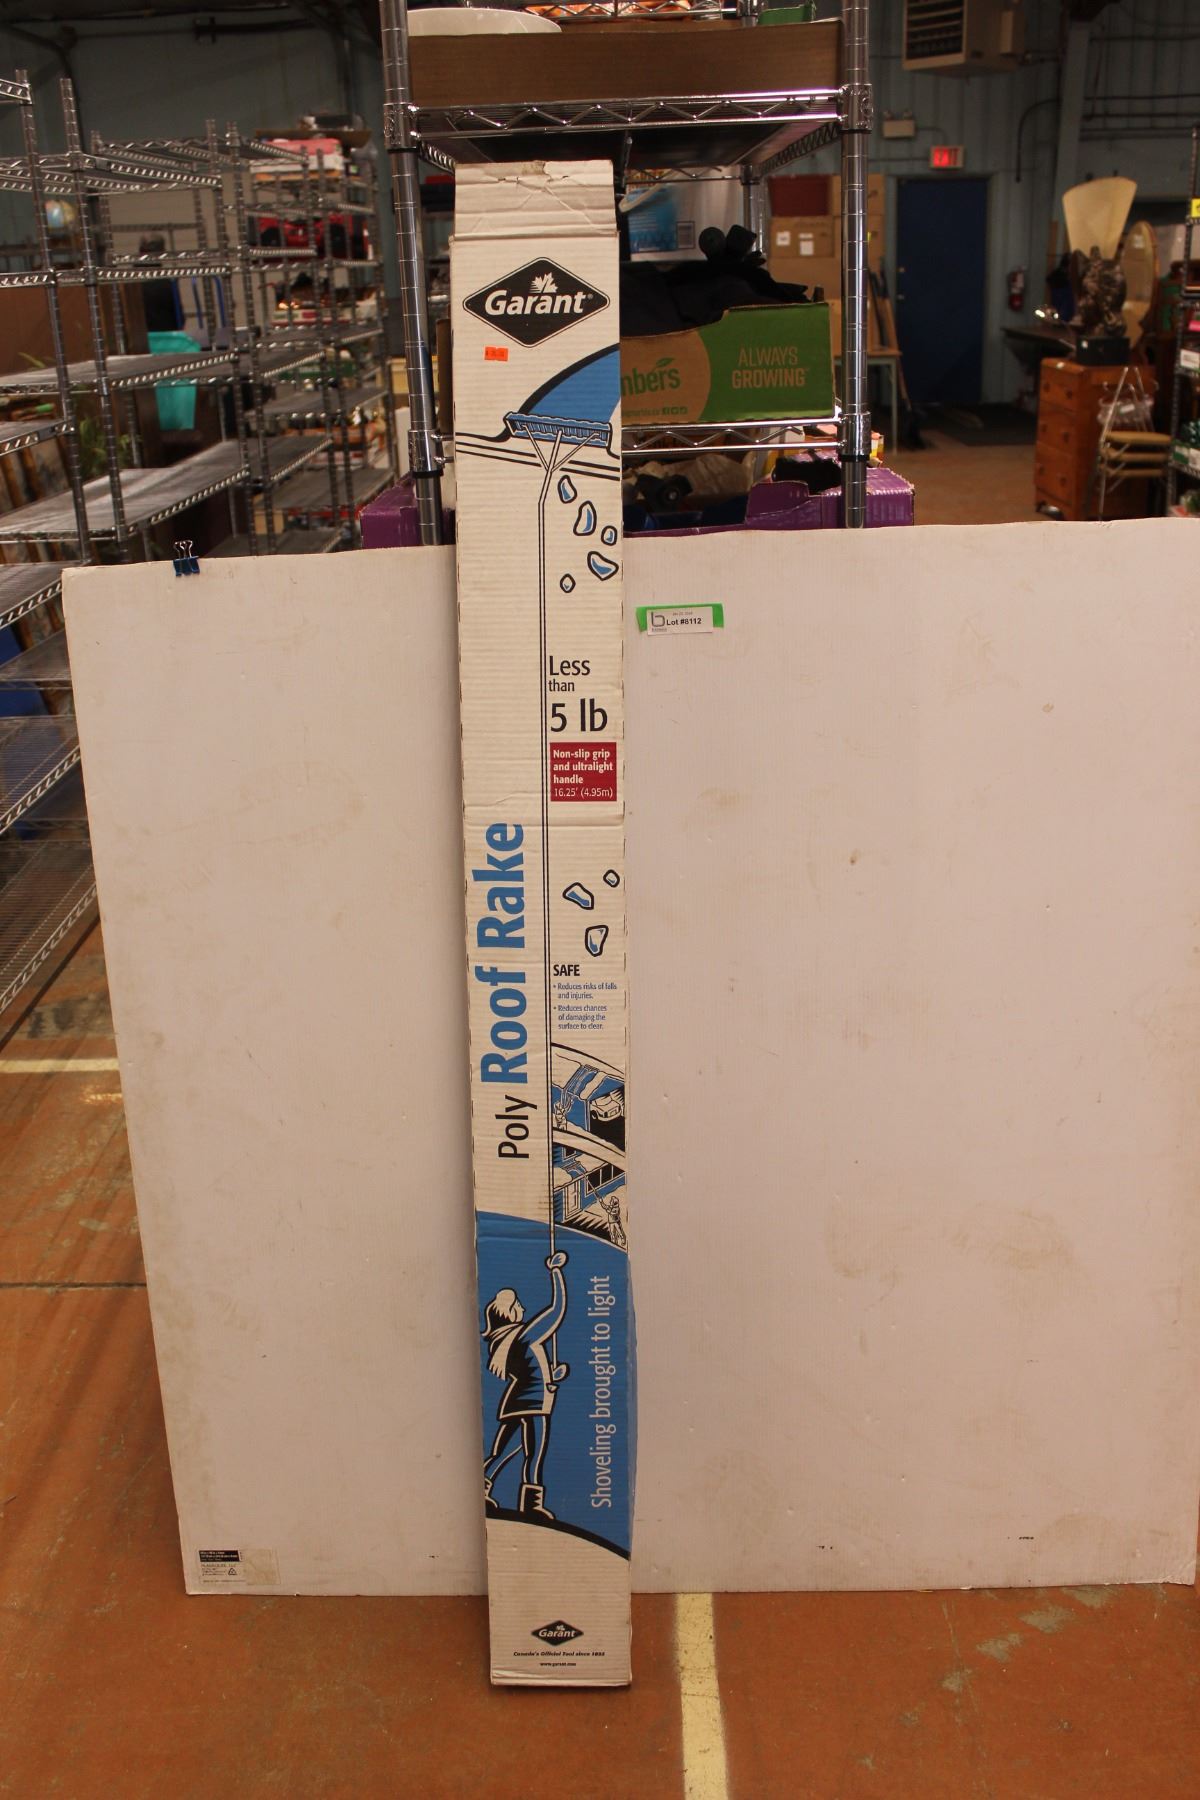 Garant
ALWAYS
GROWING
Lot #8112
Less
than
5 lb
Non-slip grip
and ultralight
handle
16.25' (4.95m)
Poly Roof Rake
SAFE
• Reduces risks of falls
and injuries.
• Reduces chances
of damaging the
surface to clear.
Shoveling brought to light
Garant
Canada's Official Tool since 1895
www.garant.com